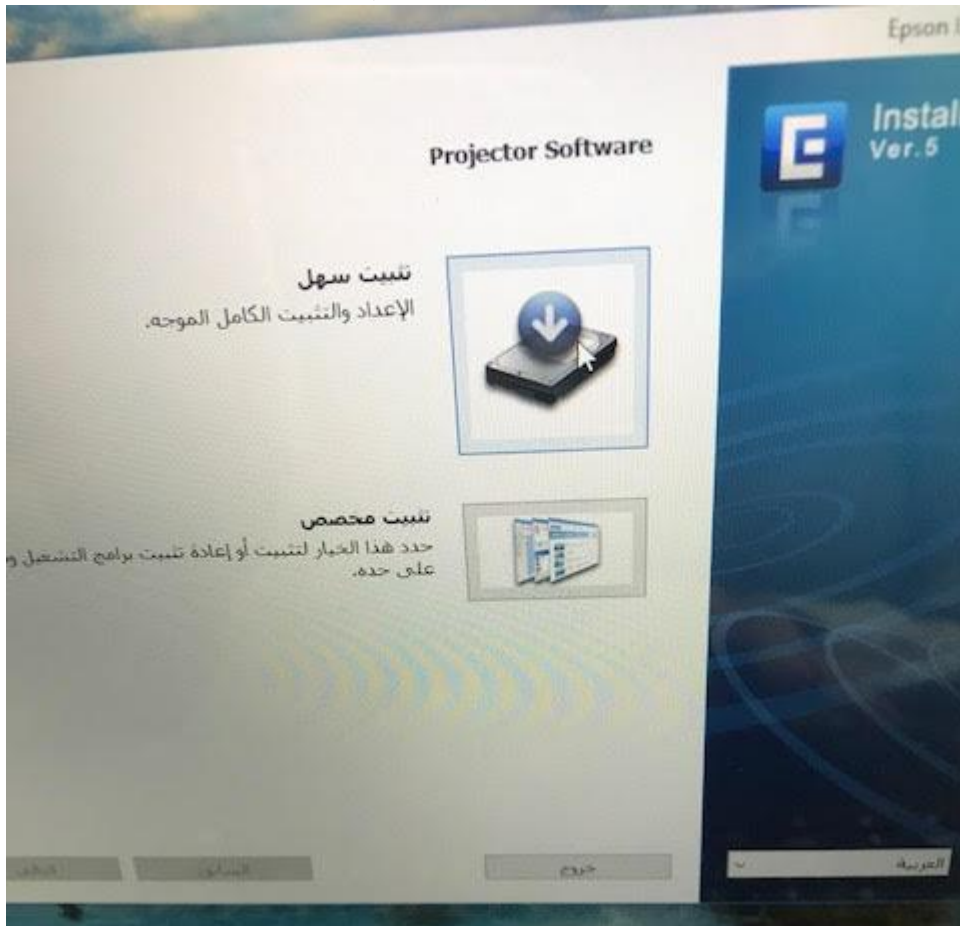 Epson
Instal
Ver.5
Projector Software
تثبيت سهل
الإعداد والتثبيت الكامل الموجه.
تثبيت مخصص
حدد هذا الخيار لتثبيت أو إعادة تثبيت برامج التشغيل و
على حده.
خروج
السابق
العربية